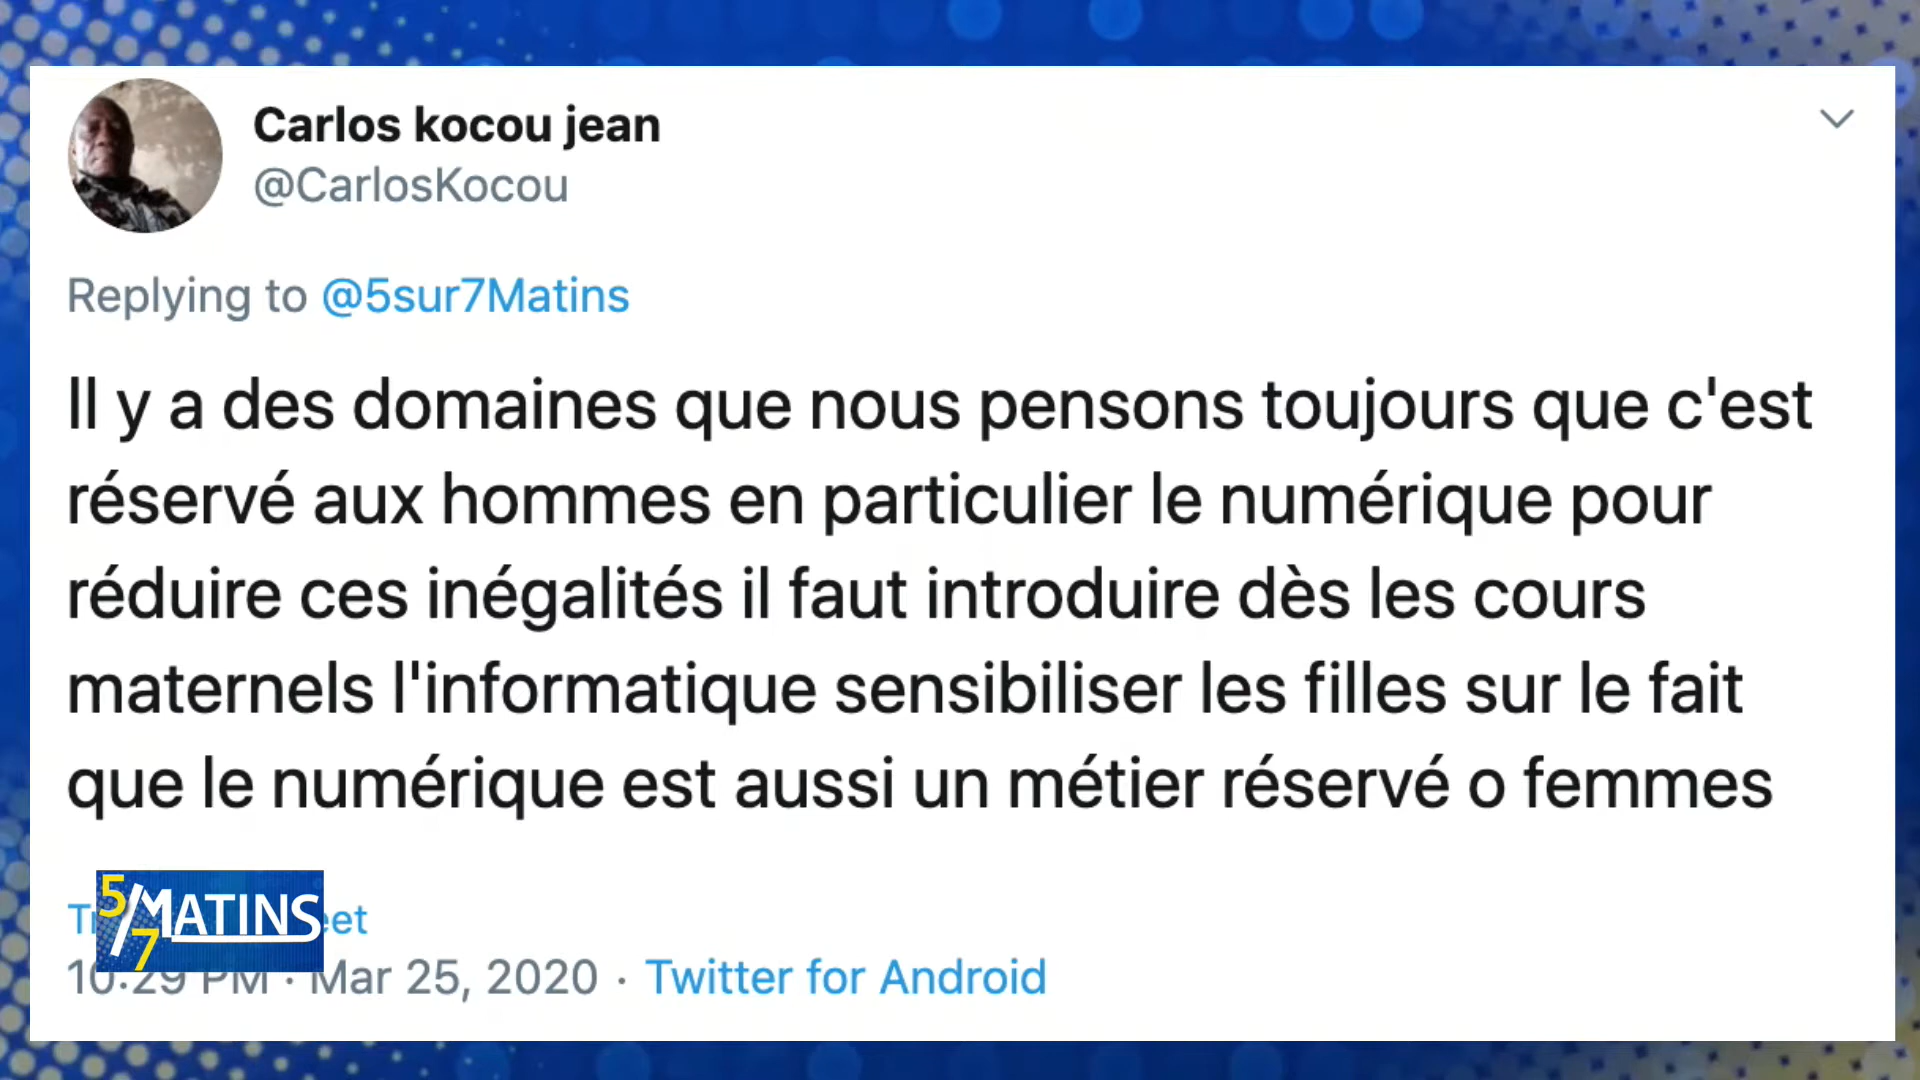 Carlos kocou jean
@CarlosKocou
Replying to @5sur7Matins
Il y a des domaines que nous pensons toujours que c'est
réservé aux hommes en particulier le numérique pour
réduire ces inégalités il faut introduire dès les cours
maternels l'informatique sensibiliser les filles sur le fait
que le numérique est aussi un métier réservé o femmes
5/7 MATINS
10:29 PM · Mar 25, 2020 · Twitter for Android